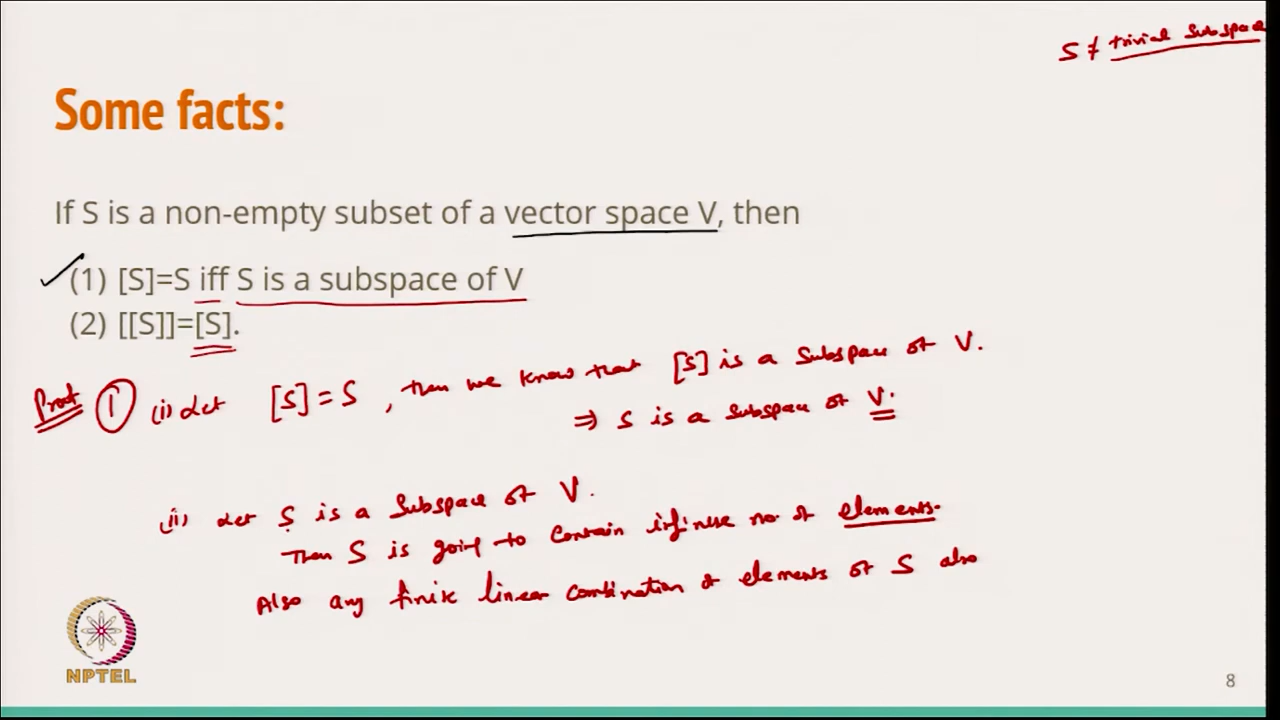 S ≠ trivial Subspace
Some facts:
If S is a non-empty subset of a vector space V, then
(1) [S]=S iff S is a subspace of V
(2) [[S]]=[S].
Proof ① (i) Let [S] = S, then we know that [S] is a Subspace of V.
⇒ S is a Subspace of V.
(ii) Let S is a Subspace of V.
Then S is going to Contain infinite no of elements.
Also any finite linear combination of elements of S also
NPTEL
8